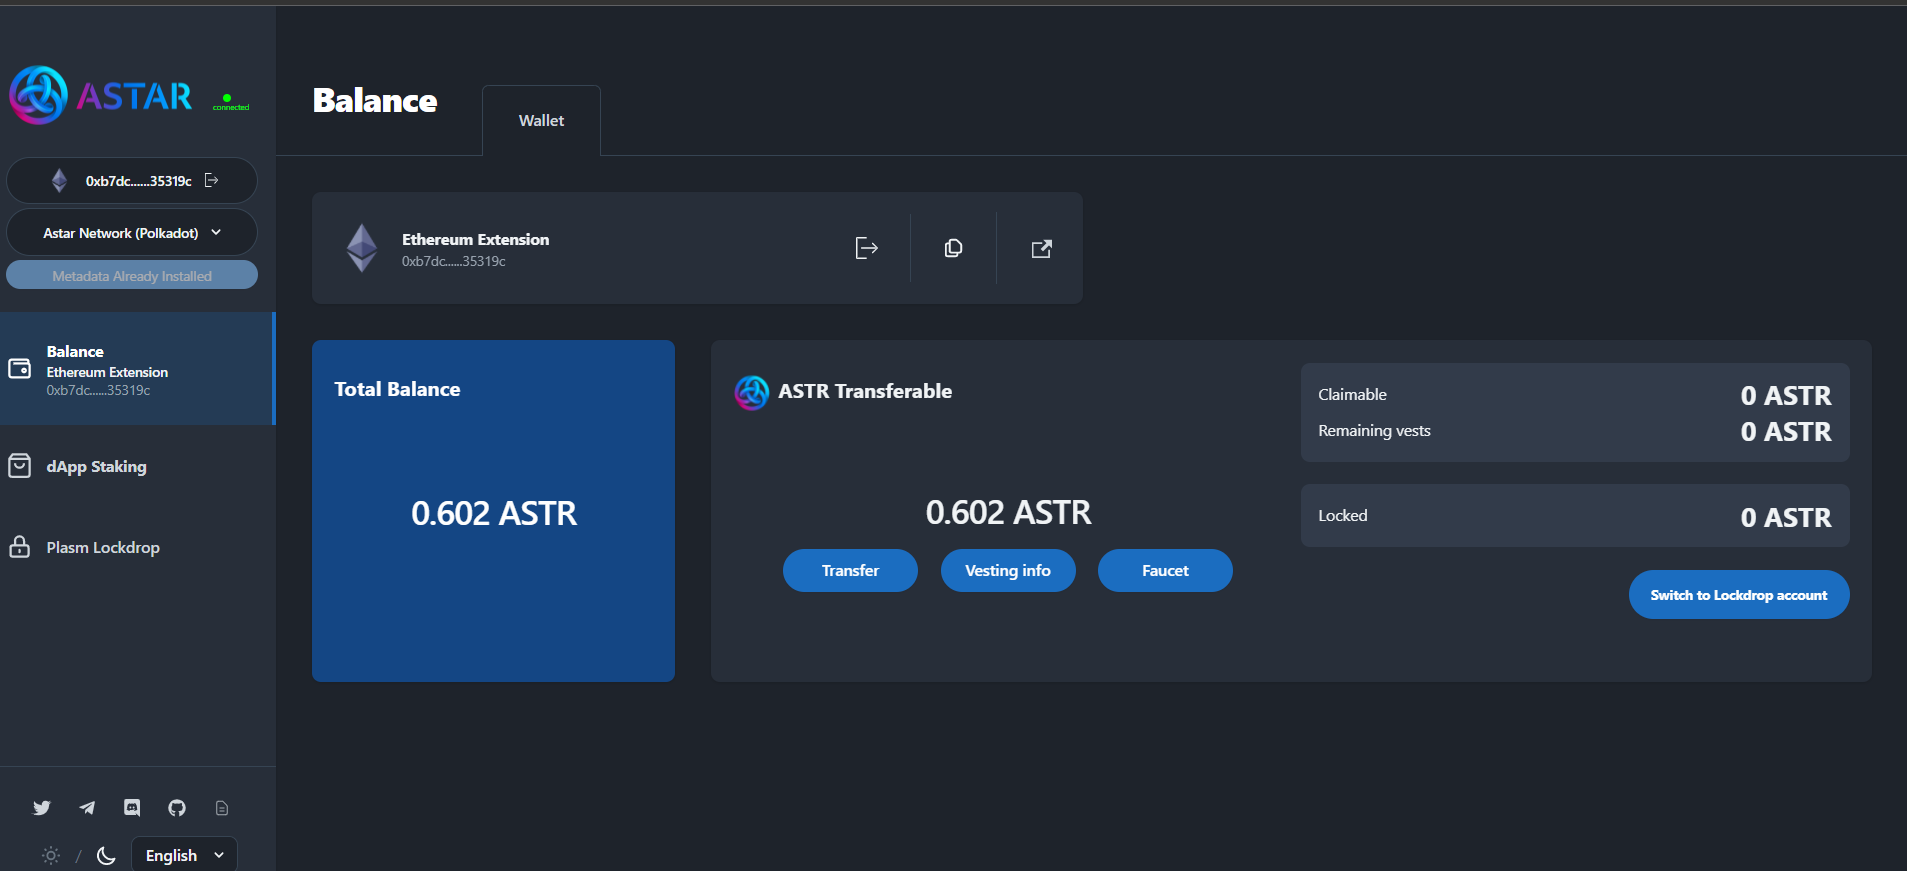 ASTAR
connected
0xb7dc......35319c
Astar Network (Polkadot)
Metadata Already Installed
Balance
Ethereum Extension
0xb7dc......35319c
dApp Staking
Plasm Lockdrop
/
English
Balance
Wallet
Ethereum Extension
0xb7dc......35319c
Total Balance
0.602 ASTR
ASTR Transferable
0.602 ASTR
Transfer
Vesting info
Faucet
Claimable
0 ASTR
Remaining vests
0 ASTR
Locked
0 ASTR
Switch to Lockdrop account